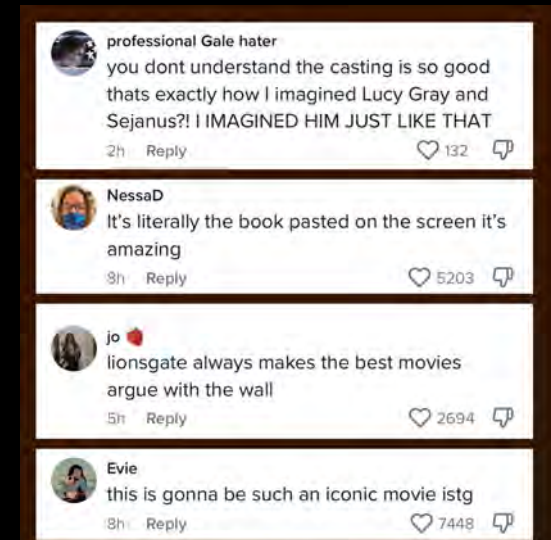 professional Gale hater
you dont understand the casting is so good
thats exactly how I imagined Lucy Gray and
Sejanus?! I IMAGINED HIM JUST LIKE THAT
2h Reply 132
NessaD
It's literally the book pasted on the screen it's
amazing
8h Reply 5203
jo 🍓
lionsgate always makes the best movies
argue with the wall
5h Reply 2694
Evie
this is gonna be such an iconic movie istg
8h Reply 7448